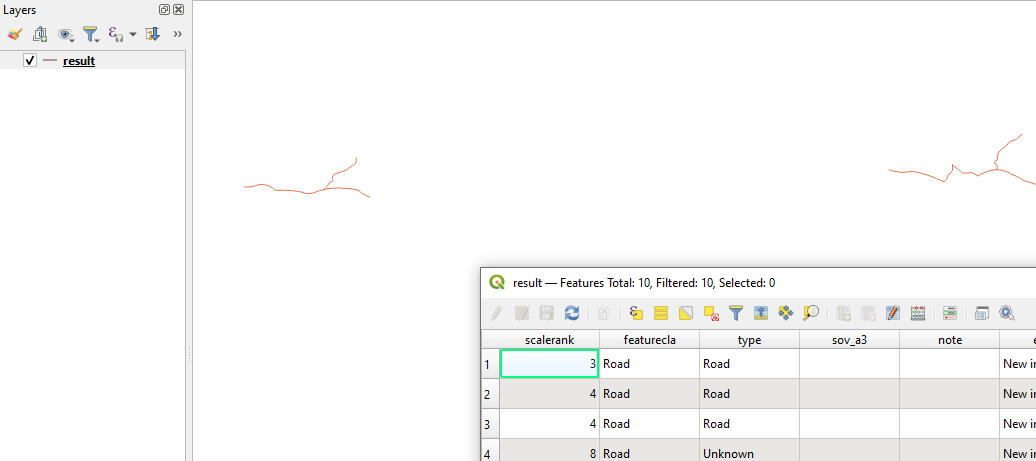 Layers
»
result
result — Features Total: 10, Filtered: 10, Selected: 0
scalerank featurecla type sov_a3 note
1 3 Road Road New i
2 4 Road Road New i
3 4 Road Road New i
4 8 Road Unknown New i